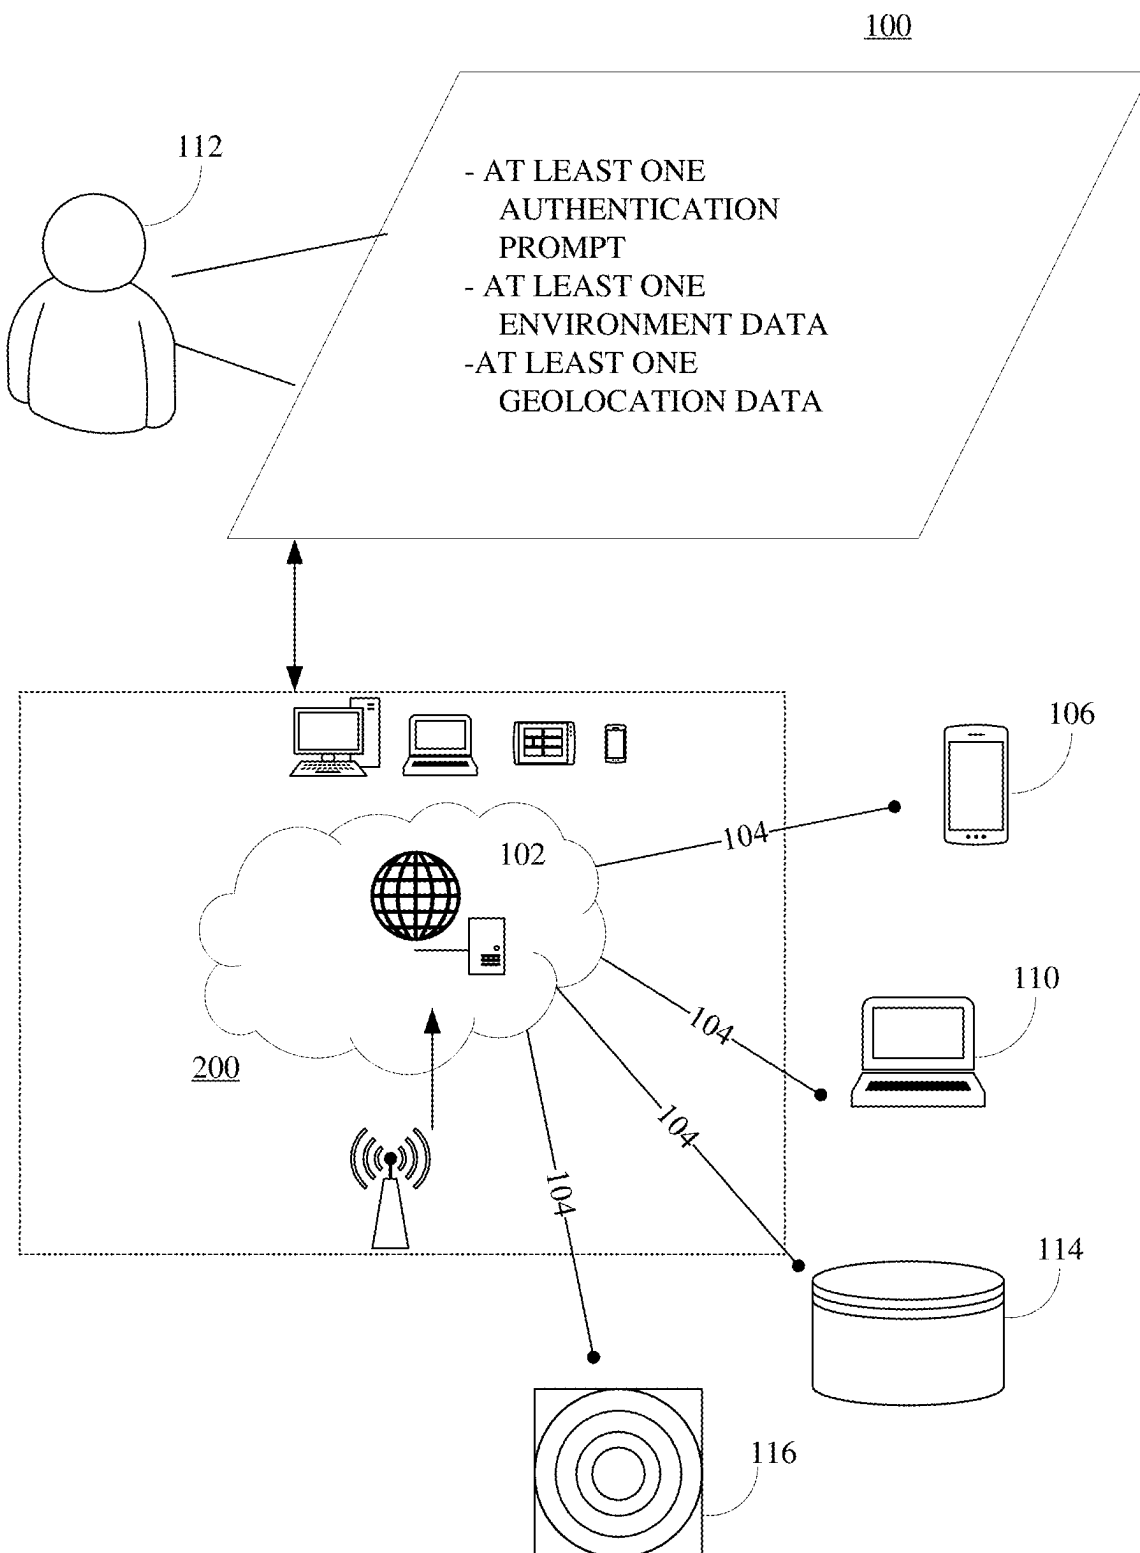 100
112
- AT LEAST ONE
AUTHENTICATION
PROMPT
- AT LEAST ONE
ENVIRONMENT DATA
-AT LEAST ONE
GEOLOCATION DATA
106
104
102
110
104
200
104
104
114
116